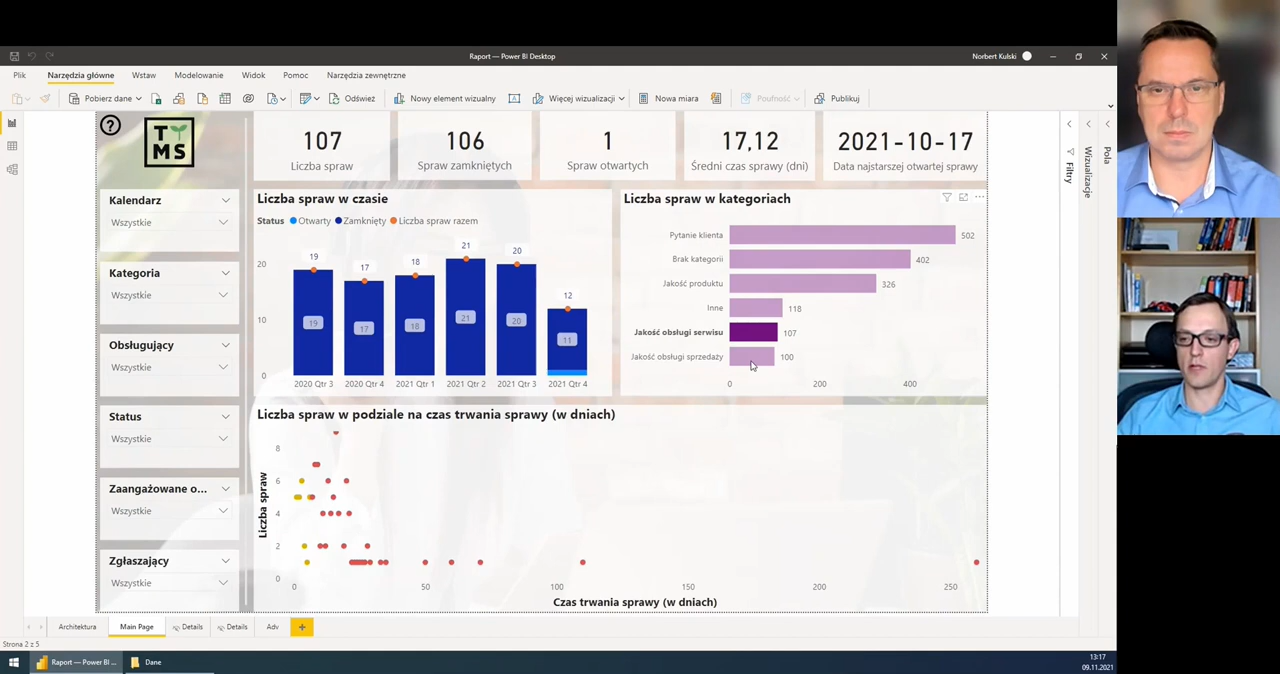 Raport — Power BI Desktop
Norbert Kulski
Plik Narzędzia główne Wstaw Modelowanie Widok Pomoc Narzędzia zewnętrzne
Pobierz dane Odśwież Nowy element wizualny Więcej wizualizacji Nowa miara Poufność Publikuj
?
T Y
M S
107
Liczba spraw
106
Spraw zamkniętych
1
Spraw otwartych
17,12
Średni czas sprawy (dni)
2021-10-17
Data najstarszej otwartej sprawy
Filtry
Wizualizacje
Pola
Kalendarz
Wszystkie
Kategoria
Wszystkie
Obsługujący
Wszystkie
Status
Wszystkie
Zaangażowane o...
Wszystkie
Zgłaszający
Wszystkie
Liczba spraw w czasie
Status Otwarty Zamknięty Liczba spraw razem
20
10
0
19 17 18 21 20 12
19 17 18 21 20 11
2020 Qtr 3 2020 Qtr 4 2021 Qtr 1 2021 Qtr 2 2021 Qtr 3 2021 Qtr 4
Liczba spraw w kategoriach
Pytanie klienta 502
Brak kategorii 402
Jakość produktu 326
Inne 118
Jakość obsługi serwisu 107
Jakość obsługi sprzedaży 100
0 200 400
Liczba spraw w podziale na czas trwania sprawy (w dniach)
Liczba spraw
8
6
4
2
0
0 50 100 150 200 250
Czas trwania sprawy (w dniach)
Architektura Main Page Details Details Adv +
Strona 2 z 5
Raport — Power BI ... Dane
13:17
09.11.2021